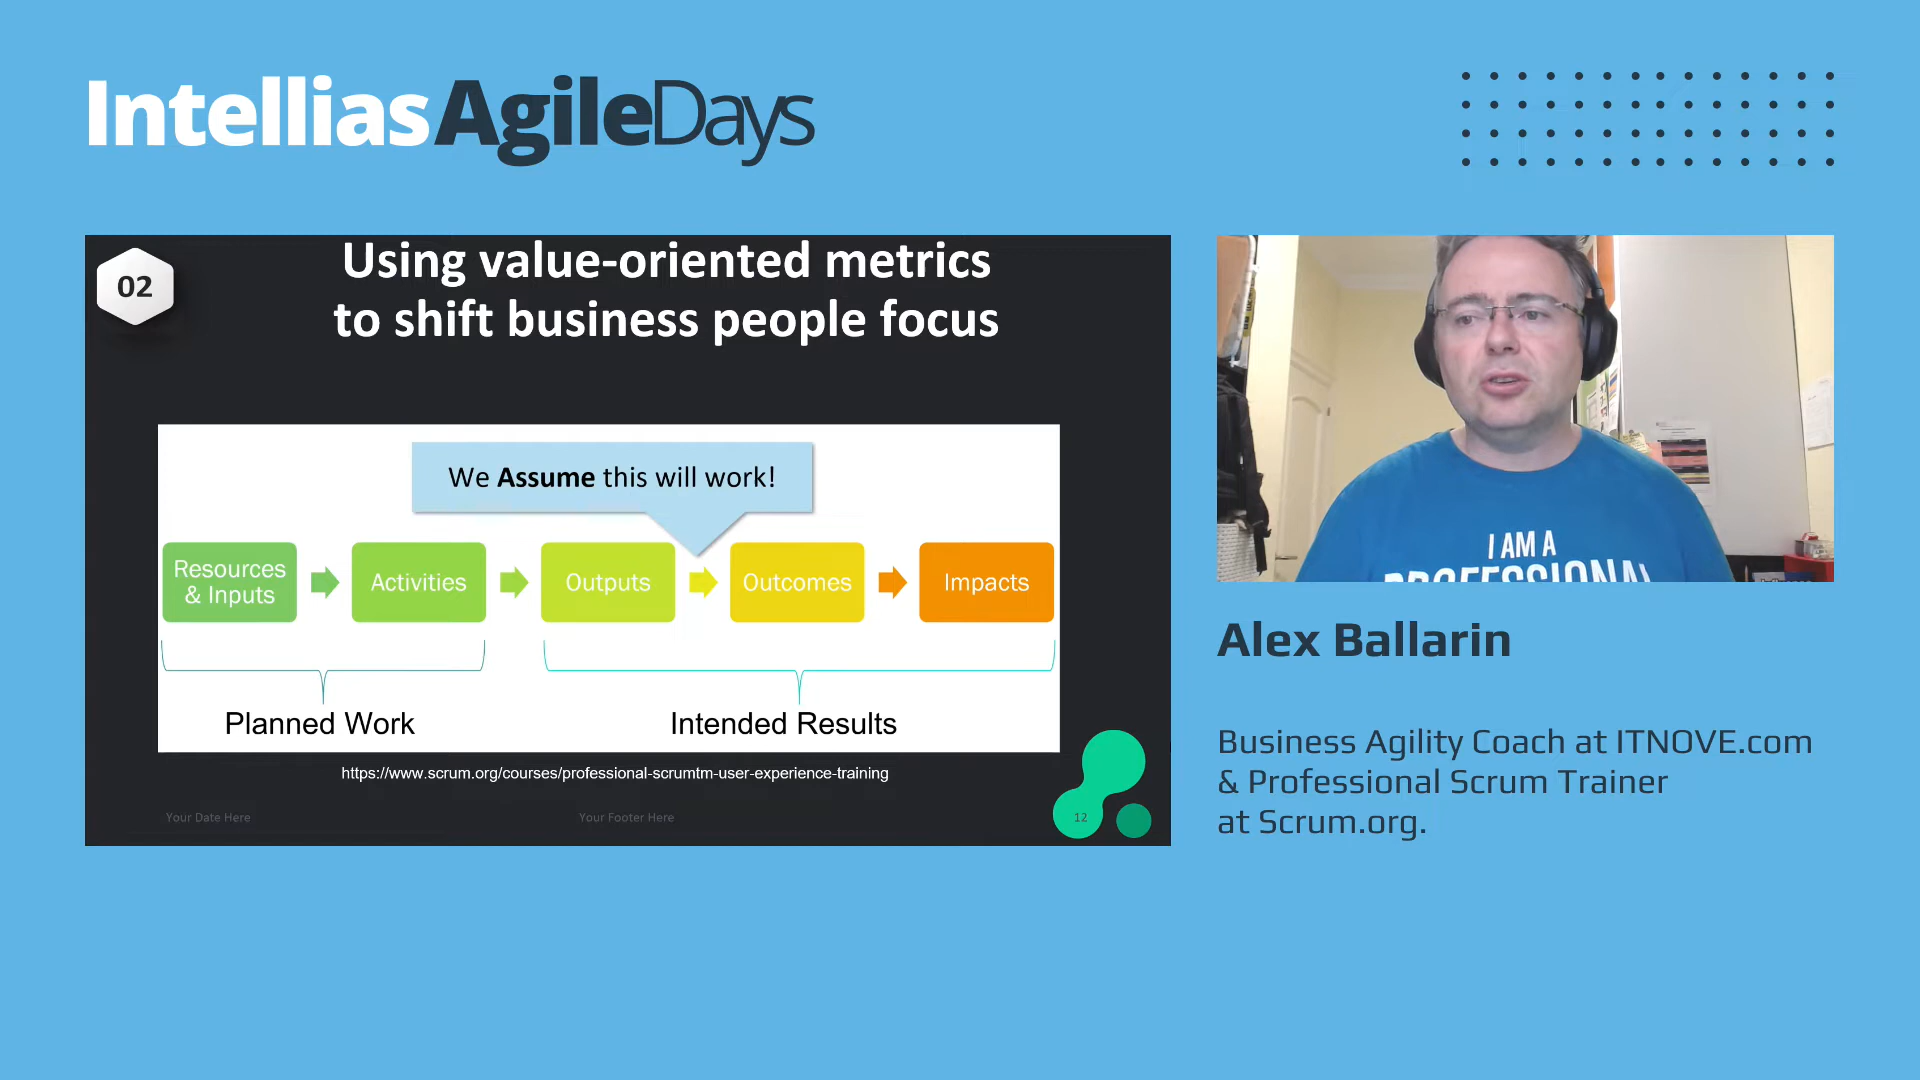 Intellias AgileDays
02
Using value-oriented metrics
to shift business people focus
We Assume this will work!
Resources
& Inputs
Activities
Outputs
Outcomes
Impacts
Planned Work
Intended Results
https://www.scrum.org/courses/professional-scrumtm-user-experience-training
Your Date Here
Your Footer Here
12
I AM A
PROFESSIONAL
Alex Ballarin
Business Agility Coach at ITNOVE.com
& Professional Scrum Trainer
at Scrum.org.